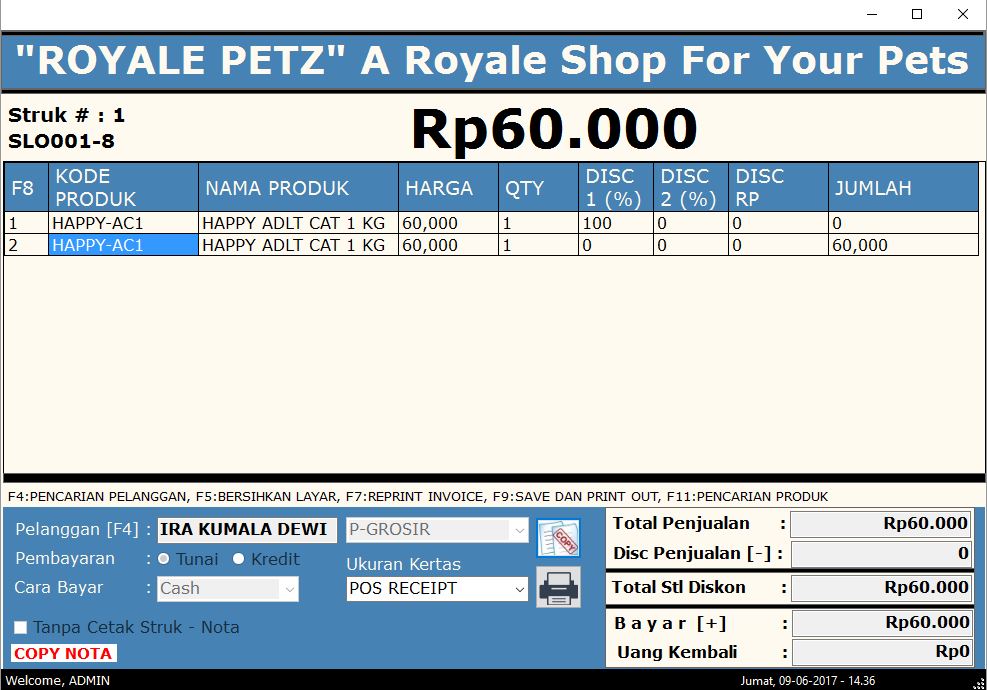 "ROYALE PETZ" A Royale Shop For Your Pets
Struk # : 1
SLO001-8
Rp60.000
F8 KODE PRODUK NAMA PRODUK HARGA QTY DISC 1 (%) DISC 2 (%) DISC RP JUMLAH
1 HAPPY-AC1 HAPPY ADLT CAT 1 KG 60,000 1 100 0 0 0
2 HAPPY-AC1 HAPPY ADLT CAT 1 KG 60,000 1 0 0 0 60,000
F4:PENCARIAN PELANGGAN, F5:BERSIHKAN LAYAR, F7:REPRINT INVOICE, F9:SAVE DAN PRINT OUT, F11:PENCARIAN PRODUK
Pelanggan [F4] : IRA KUMALA DEWI P-GROSIR
COPY
Pembayaran : Tunai Kredit
Ukuran Kertas
Cara Bayar : Cash
POS RECEIPT
Tanpa Cetak Struk - Nota
COPY NOTA
Total Penjualan : Rp60.000
Disc Penjualan [-] : 0
Total Stl Diskon : Rp60.000
B a y a r [+] : Rp60.000
Uang Kembali : Rp0
Welcome, ADMIN
Jumat, 09-06-2017 - 14.36